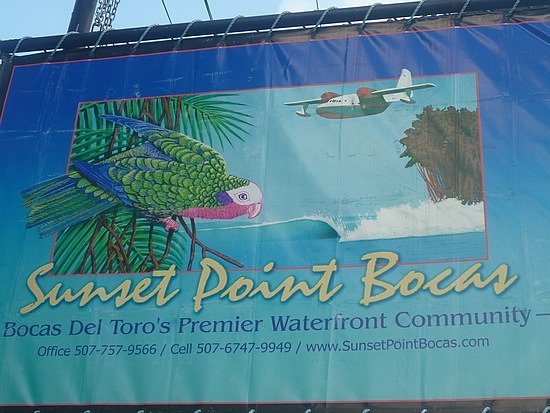 Sunset Point Bocas
Bocas Del Toro's Premier Waterfront Community
Office 507-757-9566 / Cell 507-6747-9949 / www.SunsetPointBocas.com